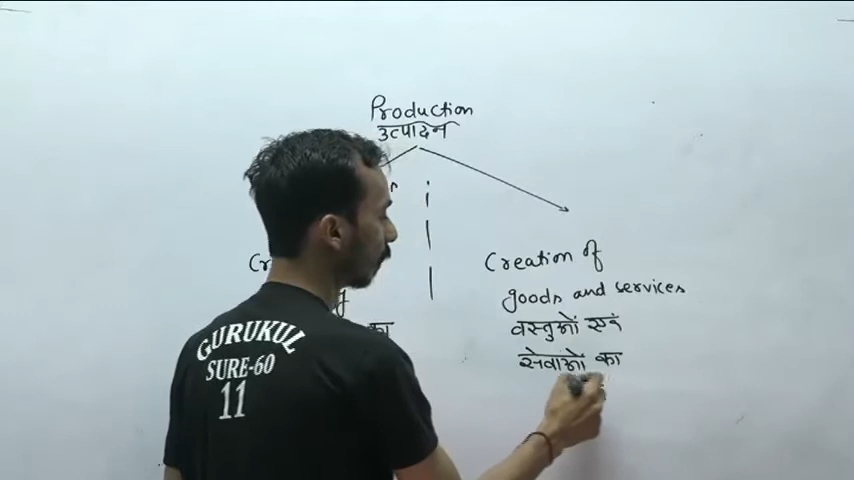 Production
उत्पादन
Creation of
goods and services
वस्तुओं एवं
सेवाओं का
GURUKUL
SURE-60
11